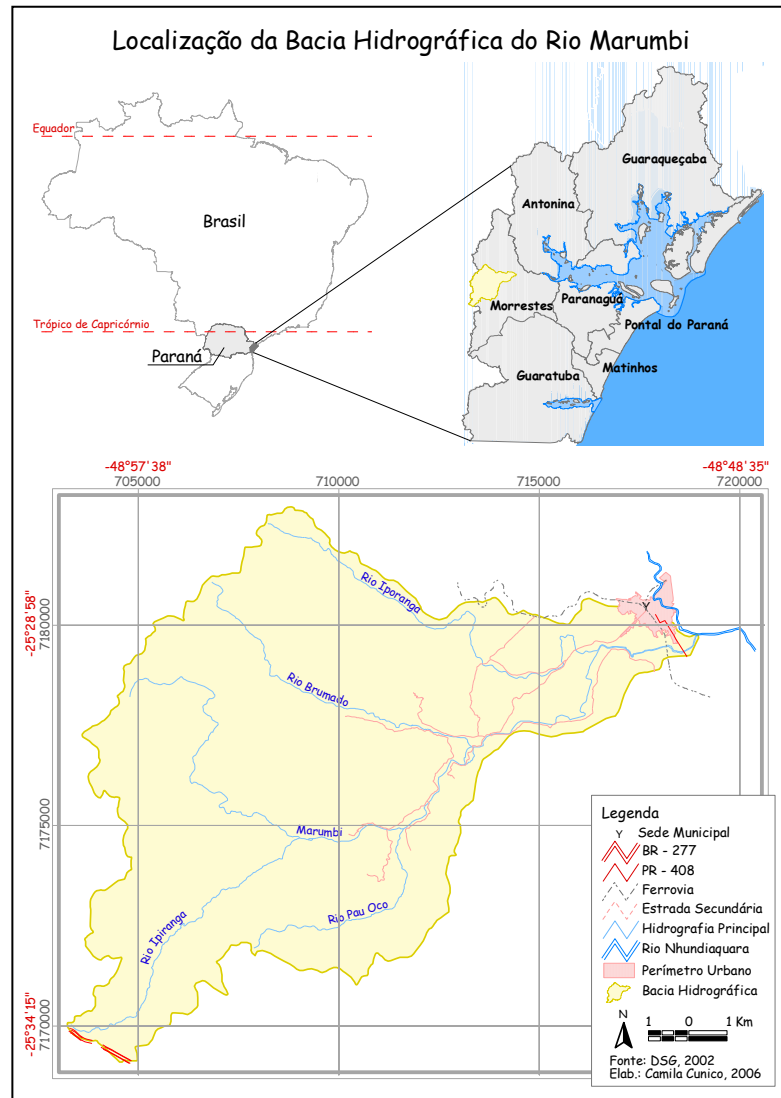 Localização da Bacia Hidrográfica do Rio Marumbi
Equador
Brasil
Trópico de Capricórnio
Paraná
Guaraqueçaba
Antonina
Morrestes
Paranaguá
Pontal do Paraná
Matinhos
Guaratuba
-48°57'38"
-48°48'35"
705000
710000
715000
720000
-25°28'58"
7180000
7175000
-25°34'15"
7170000
Rio Iporanga
Rio Brumado
Marumbi
Rio Pau Oco
Rio Ipiranga
Y
Legenda
Y Sede Municipal
BR - 277
PR - 408
Ferrovia
Estrada Secundária
Hidrografia Principal
Rio Nhundiaquara
Perímetro Urbano
Bacia Hidrográfica
N
1 0 1 Km
Fonte: DSG, 2002
Elab.: Camila Cunico, 2006